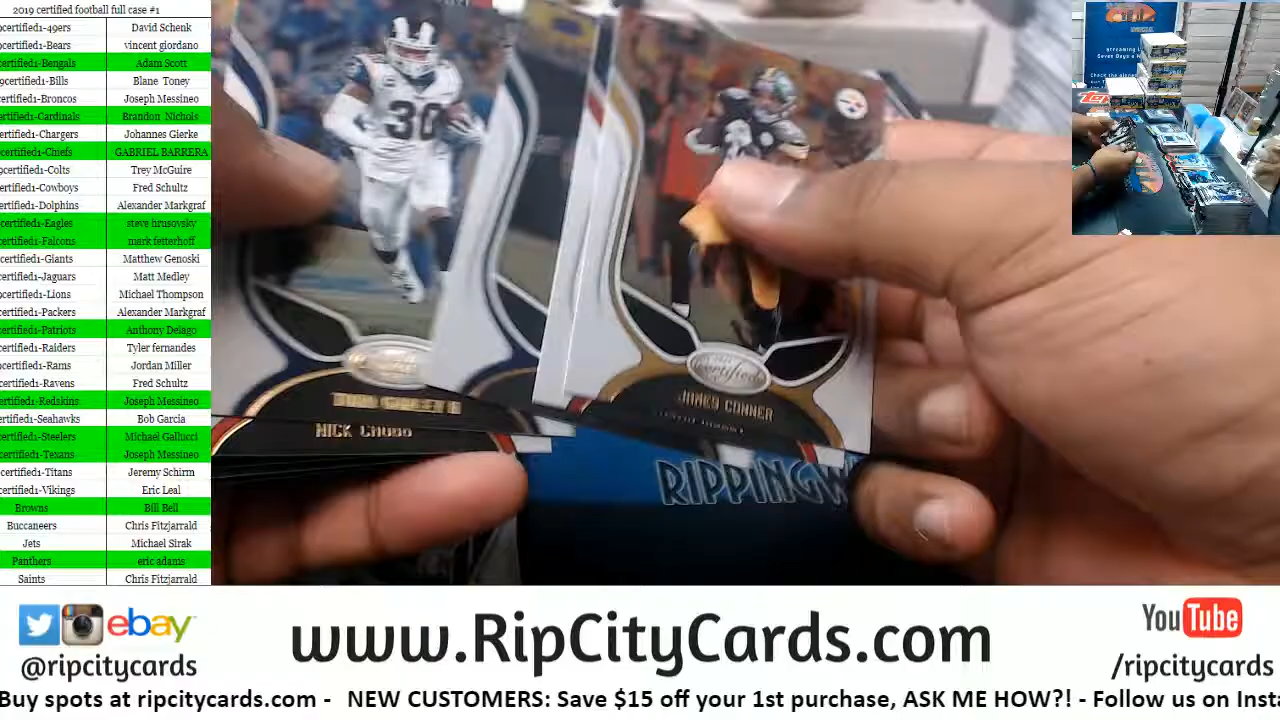 2019 certified football full case #1
certified1-49ers David Schenk
certified1-Bears vincent giordano
certified1-Bengals Adam Scott
9certified1-Bills Blane Toney
certified1-Broncos Joseph Messineo
certified1-Cardinals Brandon Nichols
certified1-Chargers Johannes Gierke
certified1-Chiefs GABRIEL BARRERA
certified1-Colts Trey McGuire
certified1-Cowboys Fred Schultz
certified1-Dolphins Alexander Markgraf
certified1-Eagles steve hrusovsky
certified1-Falcons mark fetterhoff
certified1-Giants Matthew Genoski
certified1-Jaguars Matt Medley
certified1-Lions Michael Thompson
certified1-Packers Alexander Markgraf
certified1-Patriots Anthony Delago
certified1-Raiders Tyler fernandes
certified1-Rams Jordan Miller
certified1-Ravens Fred Schultz
certified1-Redskins Joseph Messineo
ertified1-Seahawks Bob Garcia
certified1-Steelers Michael Gallucci
certified1-Texans Joseph Messineo
certified1-Titans Jeremy Schirm
certified1-Vikings Eric Leal
Browns Bill Bell
Buccaneers Chris Fitzjarrald
Jets Michael Sirak
Panthers eric adams
Saints Chris Fitzjarrald
30
Steelers
certified
JAMES CONNER
NICK CHUBB
RIPPINGW
ebay
@ripcitycards
www.RipCityCards.com
YouTube
/ripcitycards
Buy spots at ripcitycards.com - NEW CUSTOMERS: Save $15 off your 1st purchase, ASK ME HOW?! - Follow us on Insta